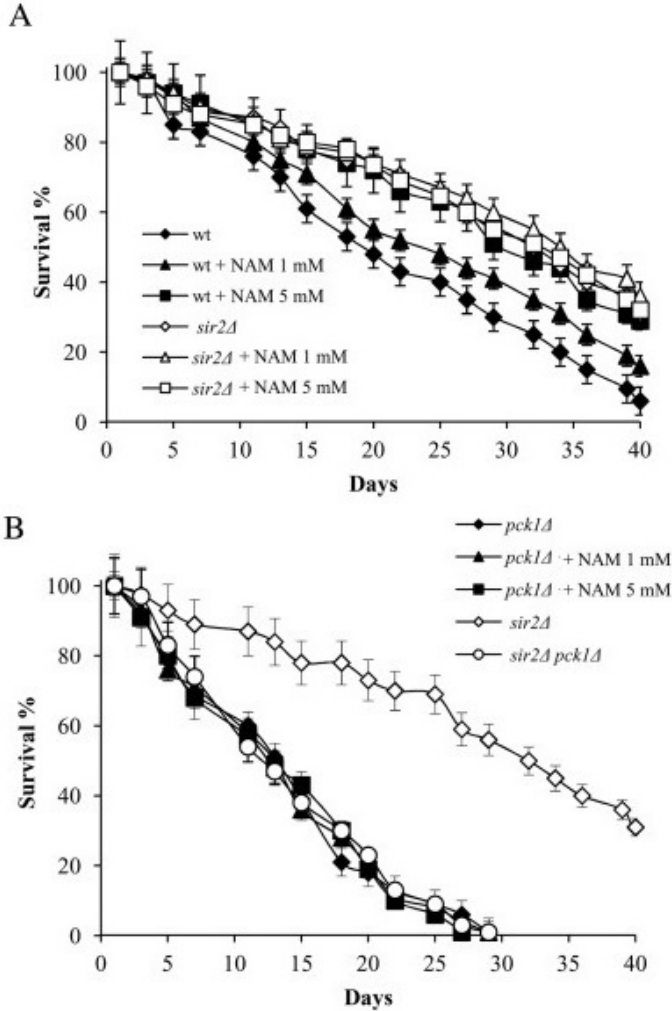 A
100
80
60
40
20
0
Survival %
wt
wt + NAM 1 mM
wt + NAM 5 mM
sir2Δ
sir2Δ + NAM 1 mM
sir2Δ + NAM 5 mM
0 5 10 15 20 25 30 35 40
Days
B
pck1Δ
pck1Δ + NAM 1 mM
pck1Δ + NAM 5 mM
sir2Δ
sir2Δ pck1Δ
100
80
60
40
20
0
Survival %
0 5 10 15 20 25 30 35 40
Days